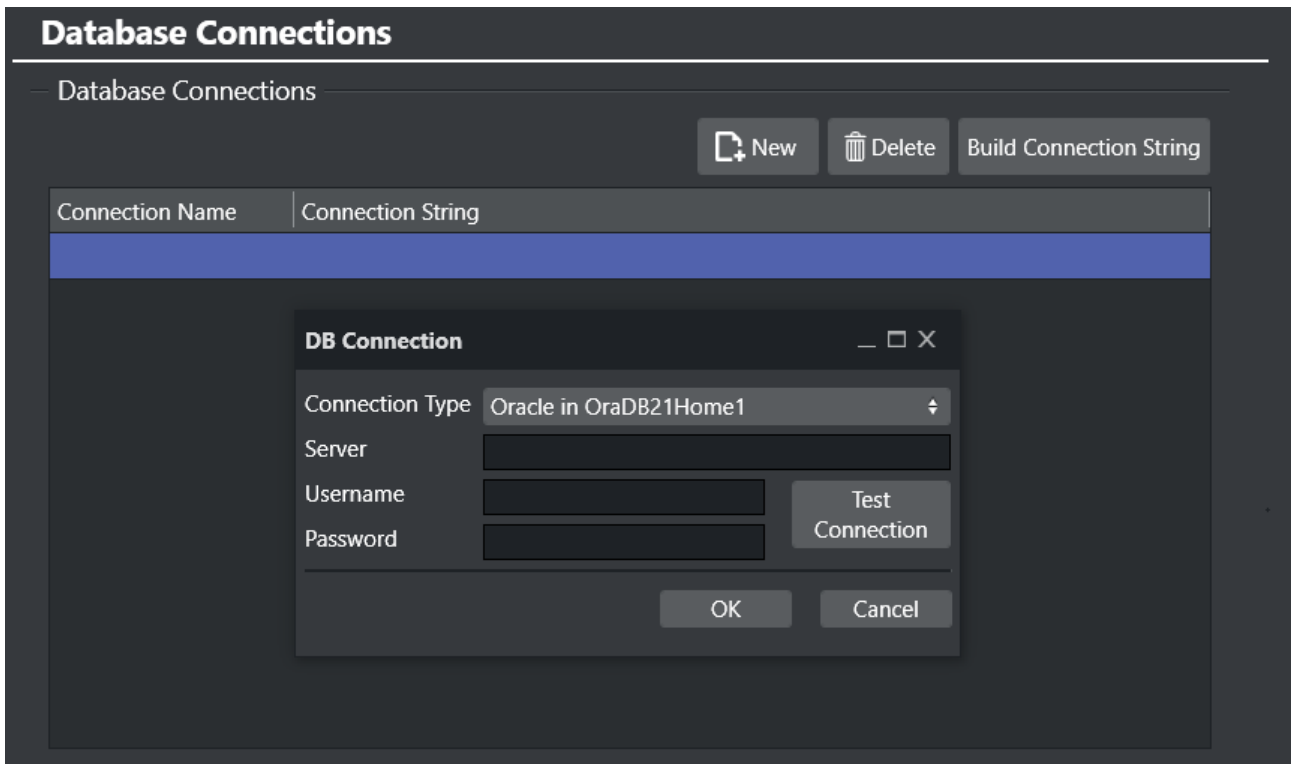 Database Connections
Database Connections
New Delete Build Connection String
Connection Name Connection String
DB Connection
Connection Type Oracle in OraDB21Home1
Server
Username
Test
Connection
Password
OK Cancel